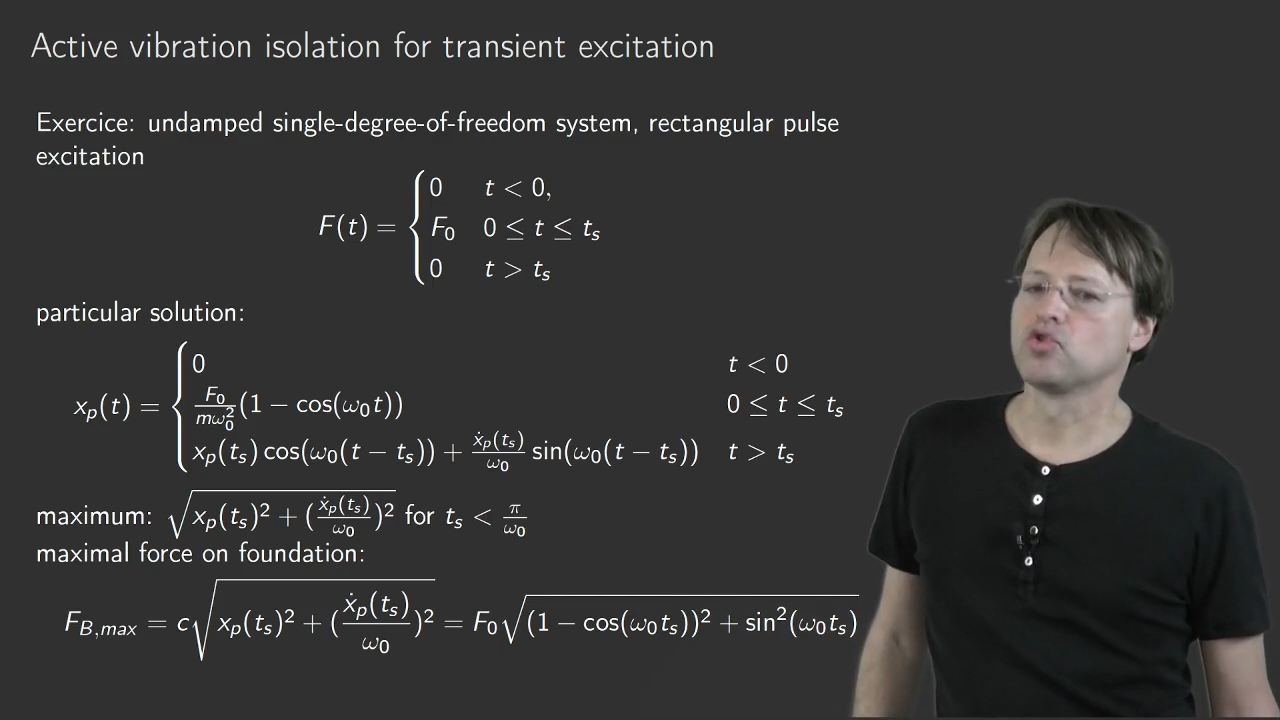 Active vibration isolation for transient excitation
Exercice: undamped single-degree-of-freedom system, rectangular pulse
excitation
F(t) = { 0 t < 0,
F₀ 0 ≤ t ≤ tₛ
0 t > tₛ
particular solution:
xₚ(t) = { 0 t < 0
F₀/(mω₀²) (1 − cos(ω₀t)) 0 ≤ t ≤ tₛ
xₚ(tₛ) cos(ω₀(t − tₛ)) + ẋₚ(tₛ)/ω₀ sin(ω₀(t − tₛ)) t > tₛ
maximum: √(xₚ(tₛ)² + (ẋₚ(tₛ)/ω₀)²) for tₛ < π/ω₀
maximal force on foundation:
F_{B,max} = c√(xₚ(tₛ)² + (ẋₚ(tₛ)/ω₀)²) = F₀√((1 − cos(ω₀tₛ))² + sin²(ω₀tₛ)